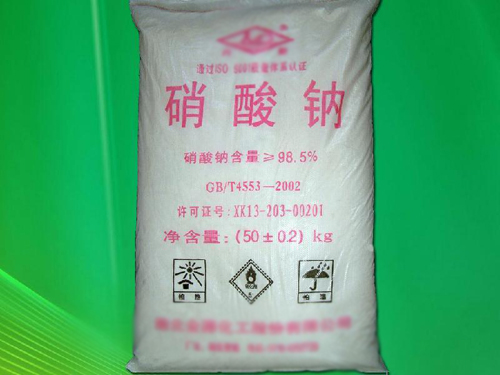 通过ISO 9001质量体系认证
硝酸钠
硝酸钠含量≥98.5%
GB/T4553—2002
许可证号:XK13-203-00201
净含量:(50±0.2) kg
怕热
怕湿